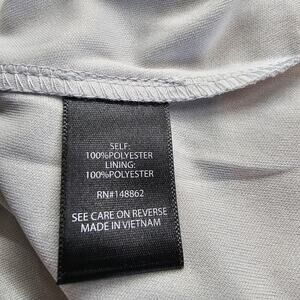 SELF:
100%POLYESTER
LINING:
100%POLYESTER
RN#148862
SEE CARE ON REVERSE
MADE IN VIETNAM